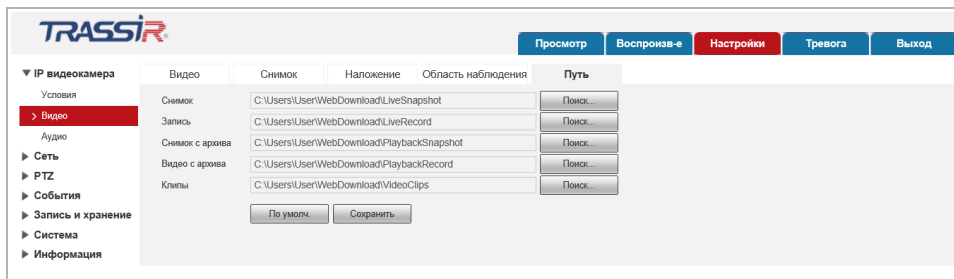 TRASSIR
Просмотр Воспроизв-е Настройки Тревога Выход
IP видеокамера
Условия
Видео
Аудио
Сеть
PTZ
События
Запись и хранение
Система
Информация
Видео Снимок Наложение Область наблюдения Путь
Снимок C:\Users\User\WebDownload\LiveSnapshot Поиск...
Запись C:\Users\User\WebDownload\LiveRecord Поиск...
Снимок с архива C:\Users\User\WebDownload\PlaybackSnapshot Поиск...
Видео с архива C:\Users\User\WebDownload\PlaybackRecord Поиск...
Клипы C:\Users\User\WebDownload\VideoClips Поиск...
По умолч. Сохранить